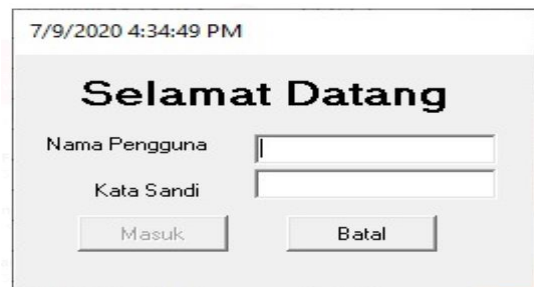 7/9/2020 4:34:49 PM
Selamat Datang
Nama Pengguna
Kata Sandi
Masuk Batal